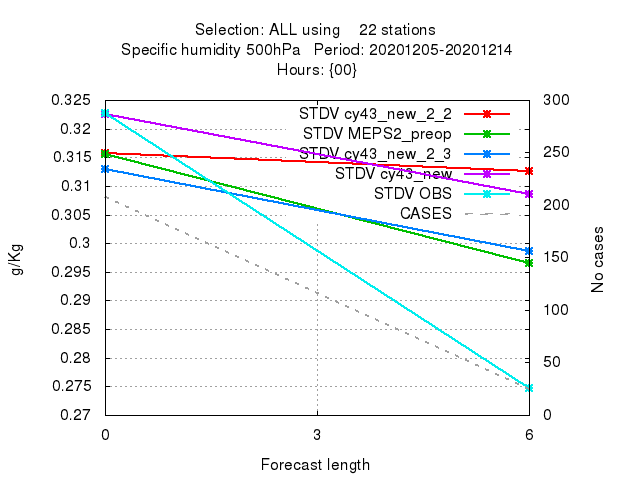 Selection: ALL using 22 stations
Specific humidity 500hPa Period: 20201205-20201214
Hours: {00}
0.325
0.32
0.315
0.31
0.305
0.3
0.295
0.29
0.285
0.28
0.275
0.27
g/Kg
STDV cy43_new_2_2
STDV MEPS2_preop
STDV cy43_new_2_3
STDV cy43_new
STDV OBS
CASES
300
250
200
150
100
50
0
No cases
0 3 6
Forecast length